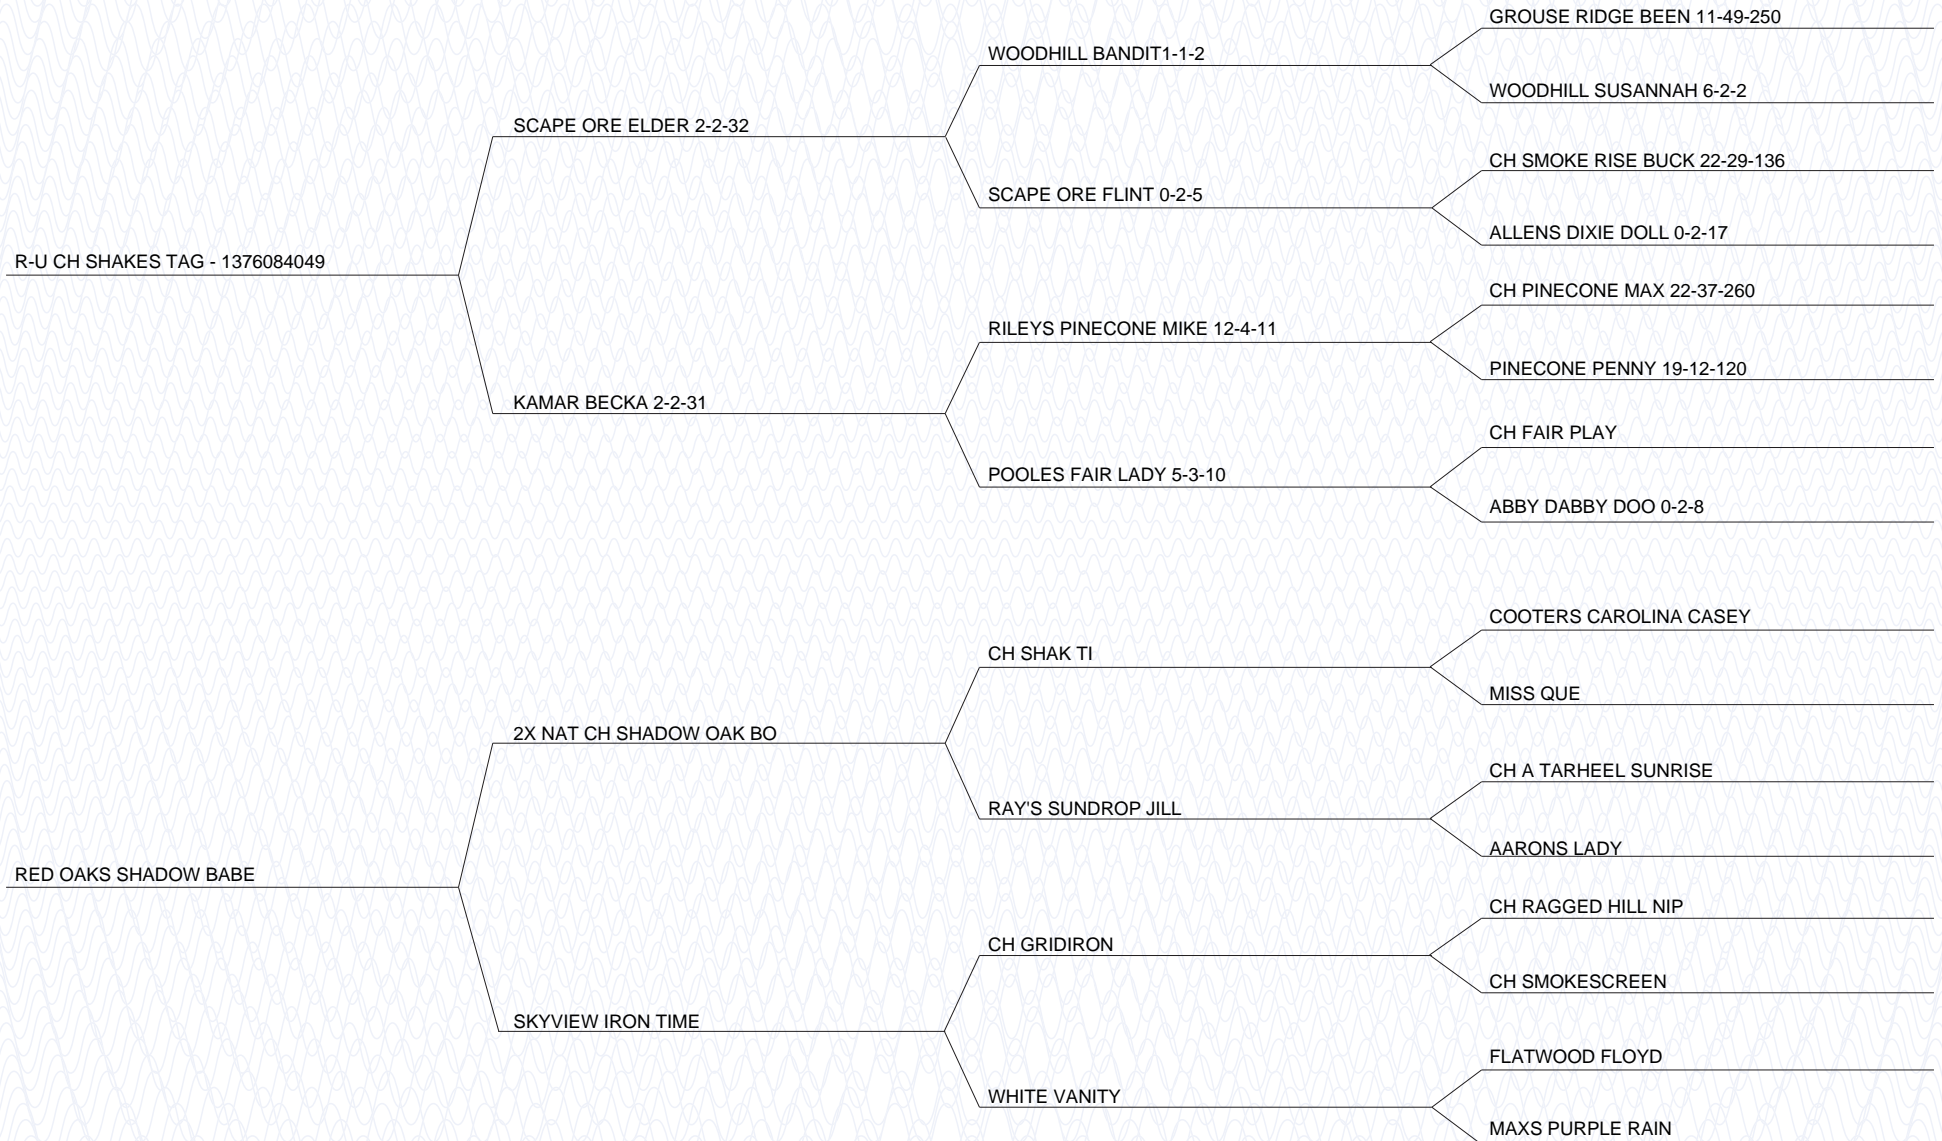 GROUSE RIDGE BEEN 11-49-250
WOODHILL BANDIT1-1-2
WOODHILL SUSANNAH 6-2-2
SCAPE ORE ELDER 2-2-32
CH SMOKE RISE BUCK 22-29-136
SCAPE ORE FLINT 0-2-5
ALLENS DIXIE DOLL 0-2-17
R-U CH SHAKES TAG - 1376084049
CH PINECONE MAX 22-37-260
RILEYS PINECONE MIKE 12-4-11
PINECONE PENNY 19-12-120
KAMAR BECKA 2-2-31
CH FAIR PLAY
POOLES FAIR LADY 5-3-10
ABBY DABBY DOO 0-2-8
COOTERS CAROLINA CASEY
CH SHAK TI
MISS QUE
2X NAT CH SHADOW OAK BO
CH A TARHEEL SUNRISE
RAY'S SUNDROP JILL
AARONS LADY
RED OAKS SHADOW BABE
CH RAGGED HILL NIP
CH GRIDIRON
CH SMOKESCREEN
SKYVIEW IRON TIME
FLATWOOD FLOYD
WHITE VANITY
MAXS PURPLE RAIN